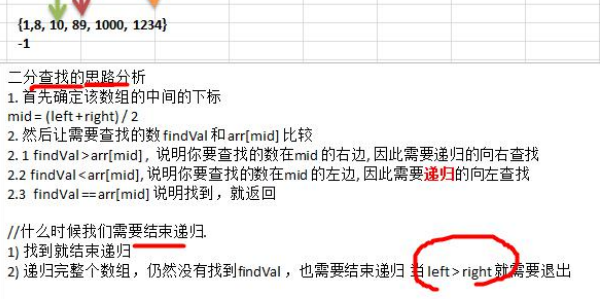 {1,8, 10, 89, 1000, 1234}
-1
二分查找的思路分析
1. 首先确定该数组的中间的下标
mid = (left + right) / 2
2. 然后让需要查找的数 findVal 和 arr[mid] 比较
2. 1 findVal > arr[mid] , 说明你要查找的数在mid 的右边, 因此需要递归的向右查找
2.2 findVal < arr[mid], 说明你要查找的数在mid 的左边, 因此需要递归的向左查找
2.3 findVal == arr[mid] 说明找到，就返回
//什么时候我们需要结束递归.
1) 找到就结束递归
2) 递归完整个数组，仍然没有找到findVal ，也需要结束递归 当 left > right 就需要退出